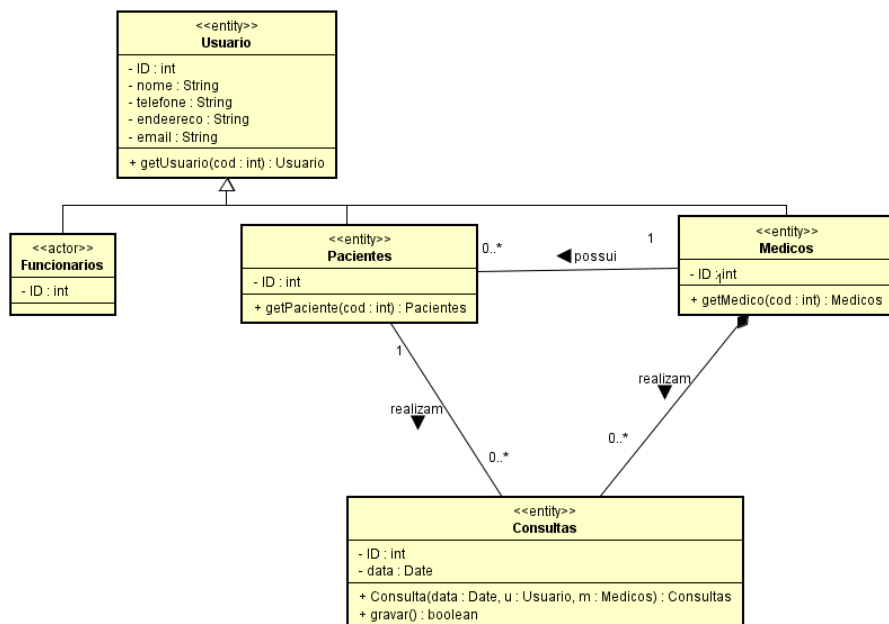 <<entity>>
Usuario
- ID : int
- nome : String
- telefone : String
- endeereco : String
- email : String
+ getUsuario(cod : int) : Usuario
<<actor>>
Funcionarios
- ID : int
<<entity>>
Pacientes
- ID : int
+ getPaciente(cod : int) : Pacientes
0..*
possui
1
<<entity>>
Medicos
- ID : int
+ getMedico(cod : int) : Medicos
1
realizam
0..*
realizam
0..*
<<entity>>
Consultas
- ID : int
- data : Date
+ Consulta(data : Date, u : Usuario, m : Medicos) : Consultas
+ gravar() : boolean